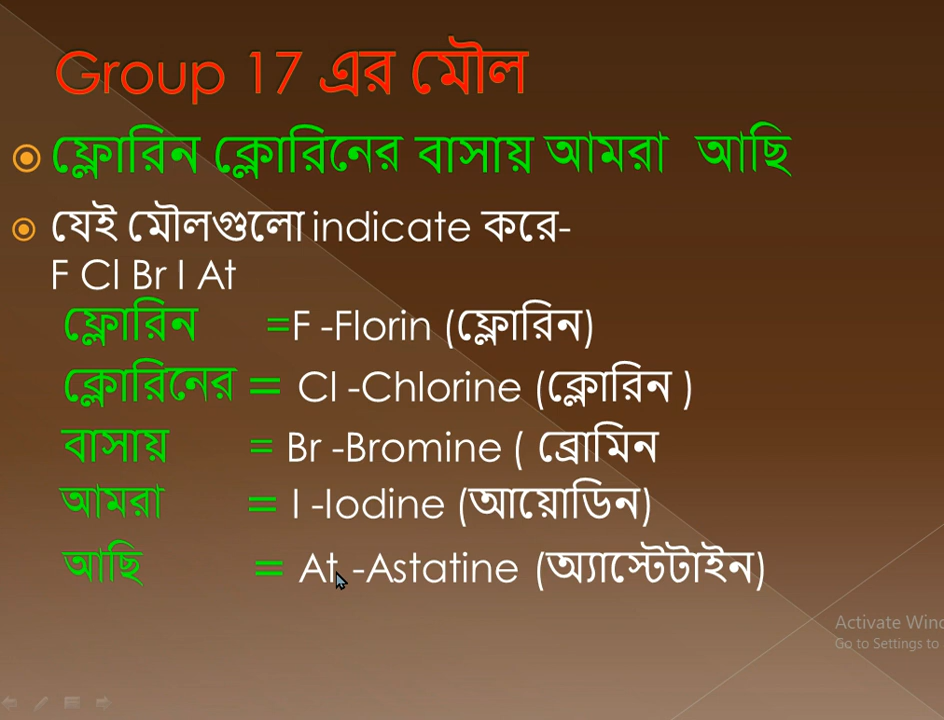 Group 17 এর মৌল
ফ্লোরিন ক্লোরিনের বাসায় আমরা আছি
যেই মৌলগুলো indicate করে-
F Cl Br I At
ফ্লোরিন =F -Florin (ফ্লোরিন)
ক্লোরিনের = Cl -Chlorine (ক্লোরিন )
বাসায় = Br -Bromine ( ব্রোমিন
আমরা = I -Iodine (আয়োডিন)
আছি = At -Astatine (অ্যাস্টেটাইন)
Activate Wind
Go to Settings to